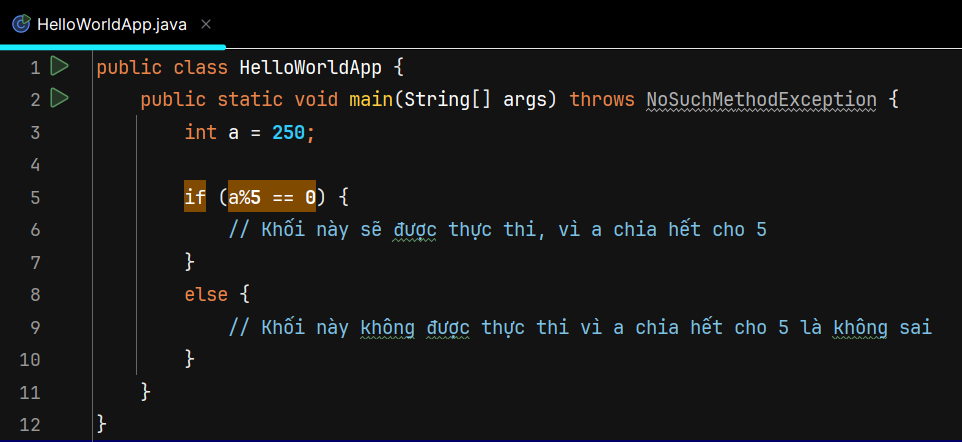 HelloWorldApp.java ×
1 public class HelloWorldApp {
2 public static void main(String[] args) throws NoSuchMethodException {
3 int a = 250;
4
5 if (a%5 == 0) {
6 // Khối này sẽ được thực thi, vì a chia hết cho 5
7 }
8 else {
9 // Khối này không được thực thi vì a chia hết cho 5 là không sai
10 }
11 }
12 }